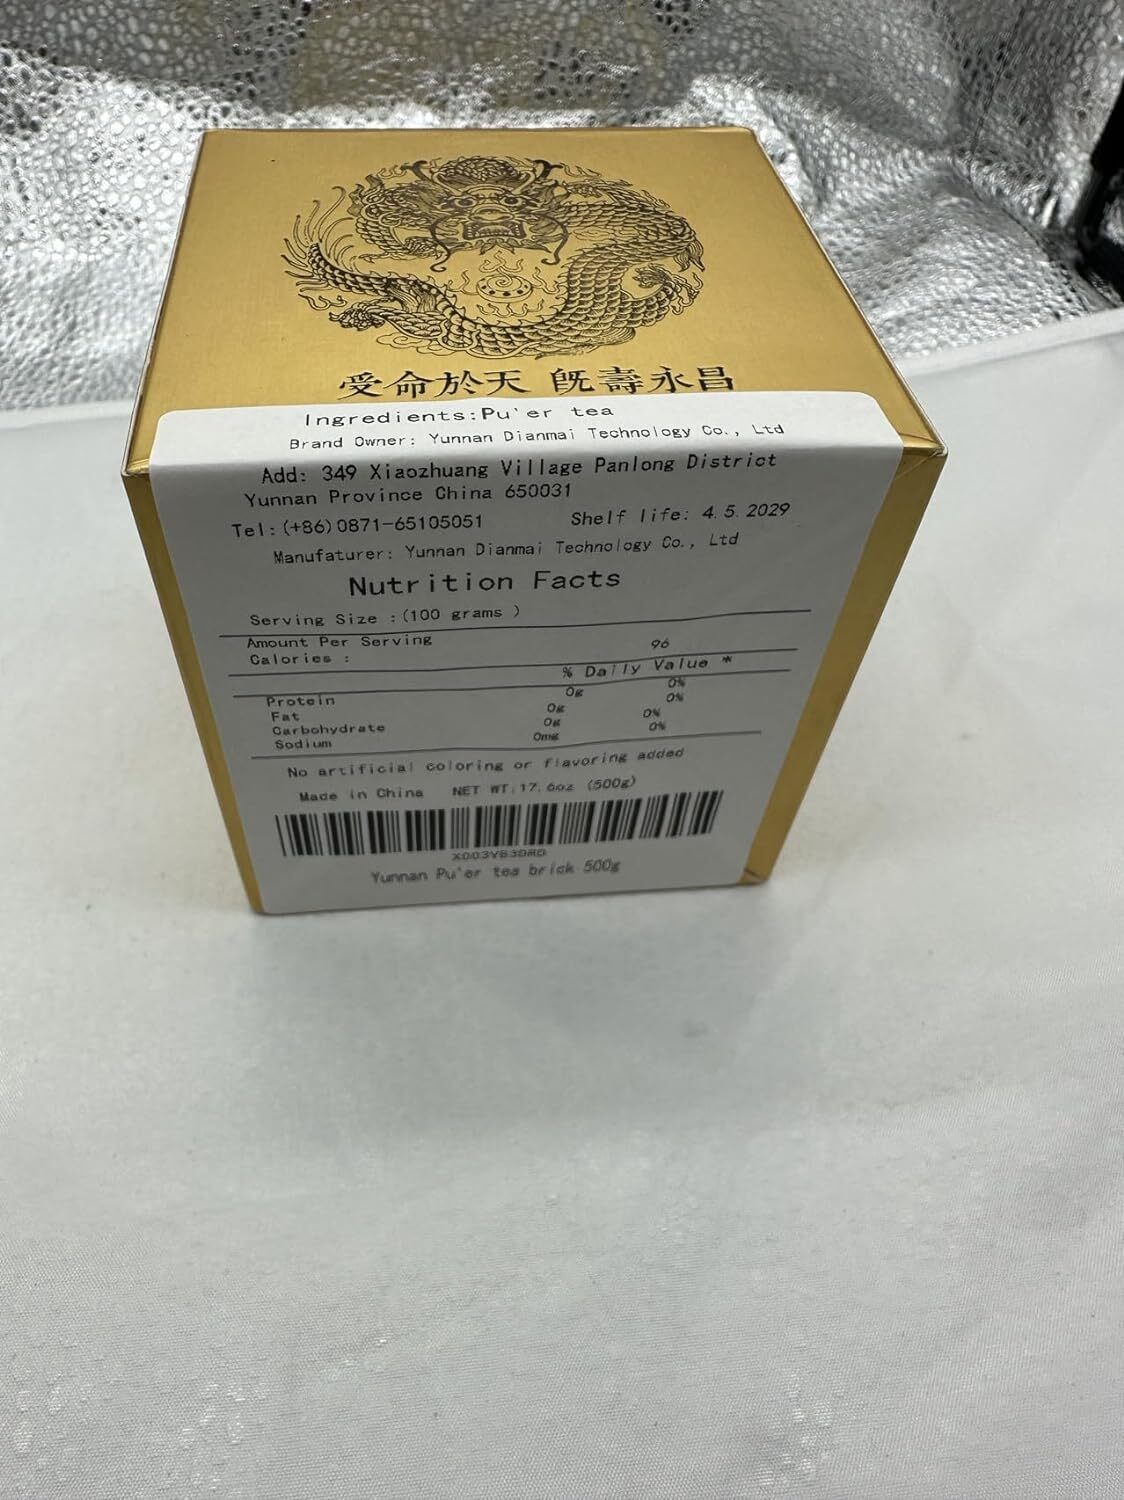 受命於天 既壽永昌
Ingredients:Pu'er tea
Brand Owner: Yunnan Dianmai Technology Co., Ltd
Add: 349 Xiaozhuang Village Panlong District
Yunnan Province China 650031
Tel:(+86)0871-65105051 Shelf life: 4.5.2029
Manufaturer: Yunnan Dianmai Technology Co., Ltd
Nutrition Facts
Serving Size :(100 grams )
Amount Per Serving
Calories : 96
% Daily Value *
Protein 0g 0%
Fat 0g 0%
Carbohydrate 0g 0%
Sodium 0mg 0%
No artificial coloring or flavoring added
Made in China NET WT:17.6oz (500g)
Yunnan Pu'er tea brick 500g